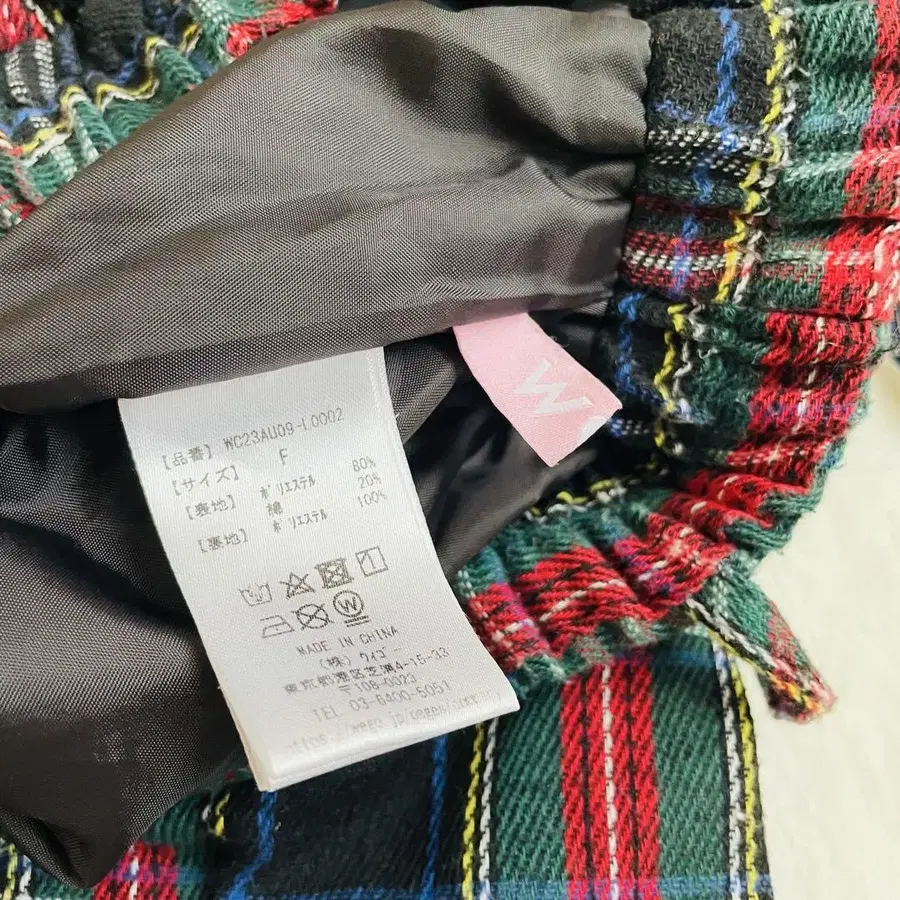 【品番】 WC23AU09-L0002
【サイズ】 F
【表地】 ポリエステル 80%
綿 20%
【裏地】 ポリエステル 100%
MADE IN CHINA
(株) ウィゴー
東京都港区芝浦4-15-33
〒108-0023
TEL 03-6400-5051
W